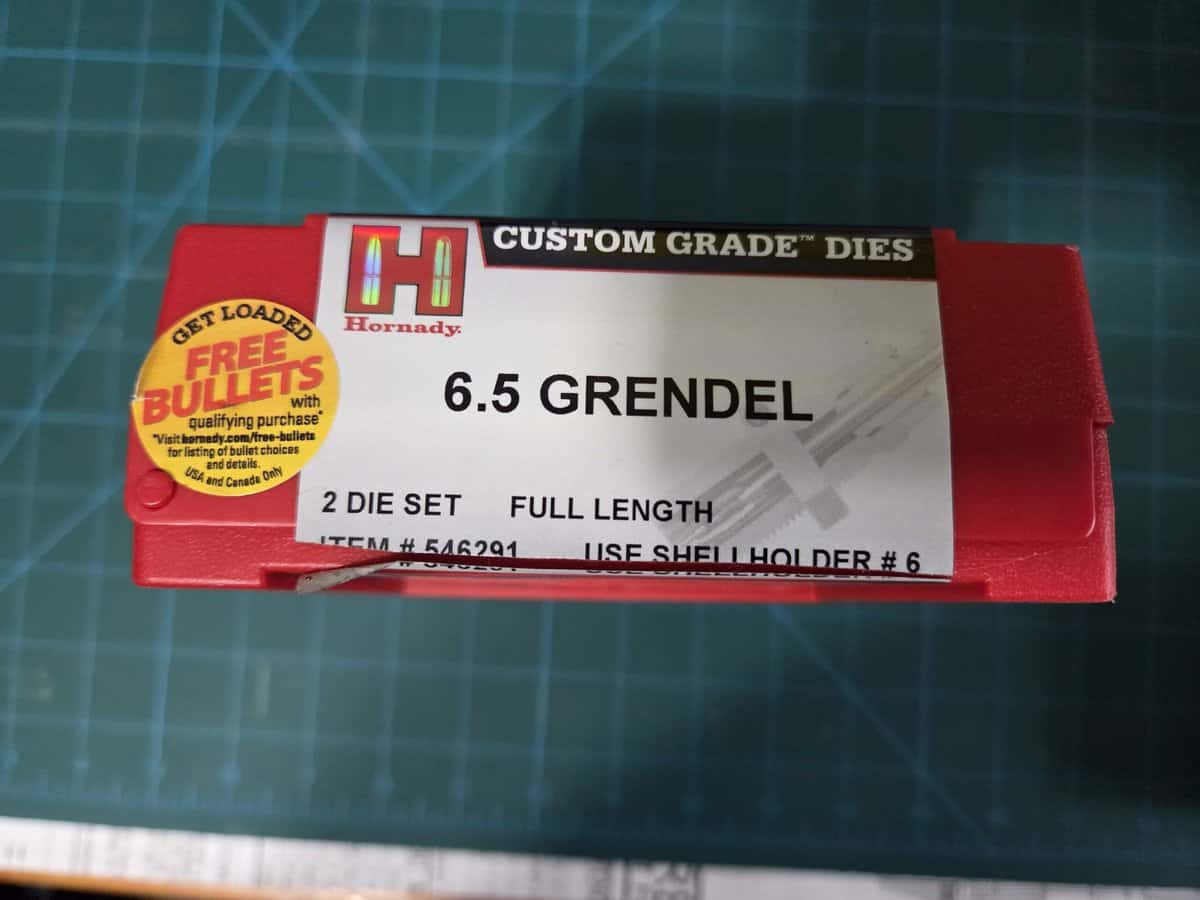 CUSTOM GRADE™ DIES
Hornady.
6.5 GRENDEL
2 DIE SET FULL LENGTH
ITEM # 546291 USE SHELLHOLDER # 6
GET LOADED
FREE
BULLETS
with
qualifying purchase*
*Visit hornady.com/free-bullets
for listing of bullet choices
and details.
USA and Canada Only